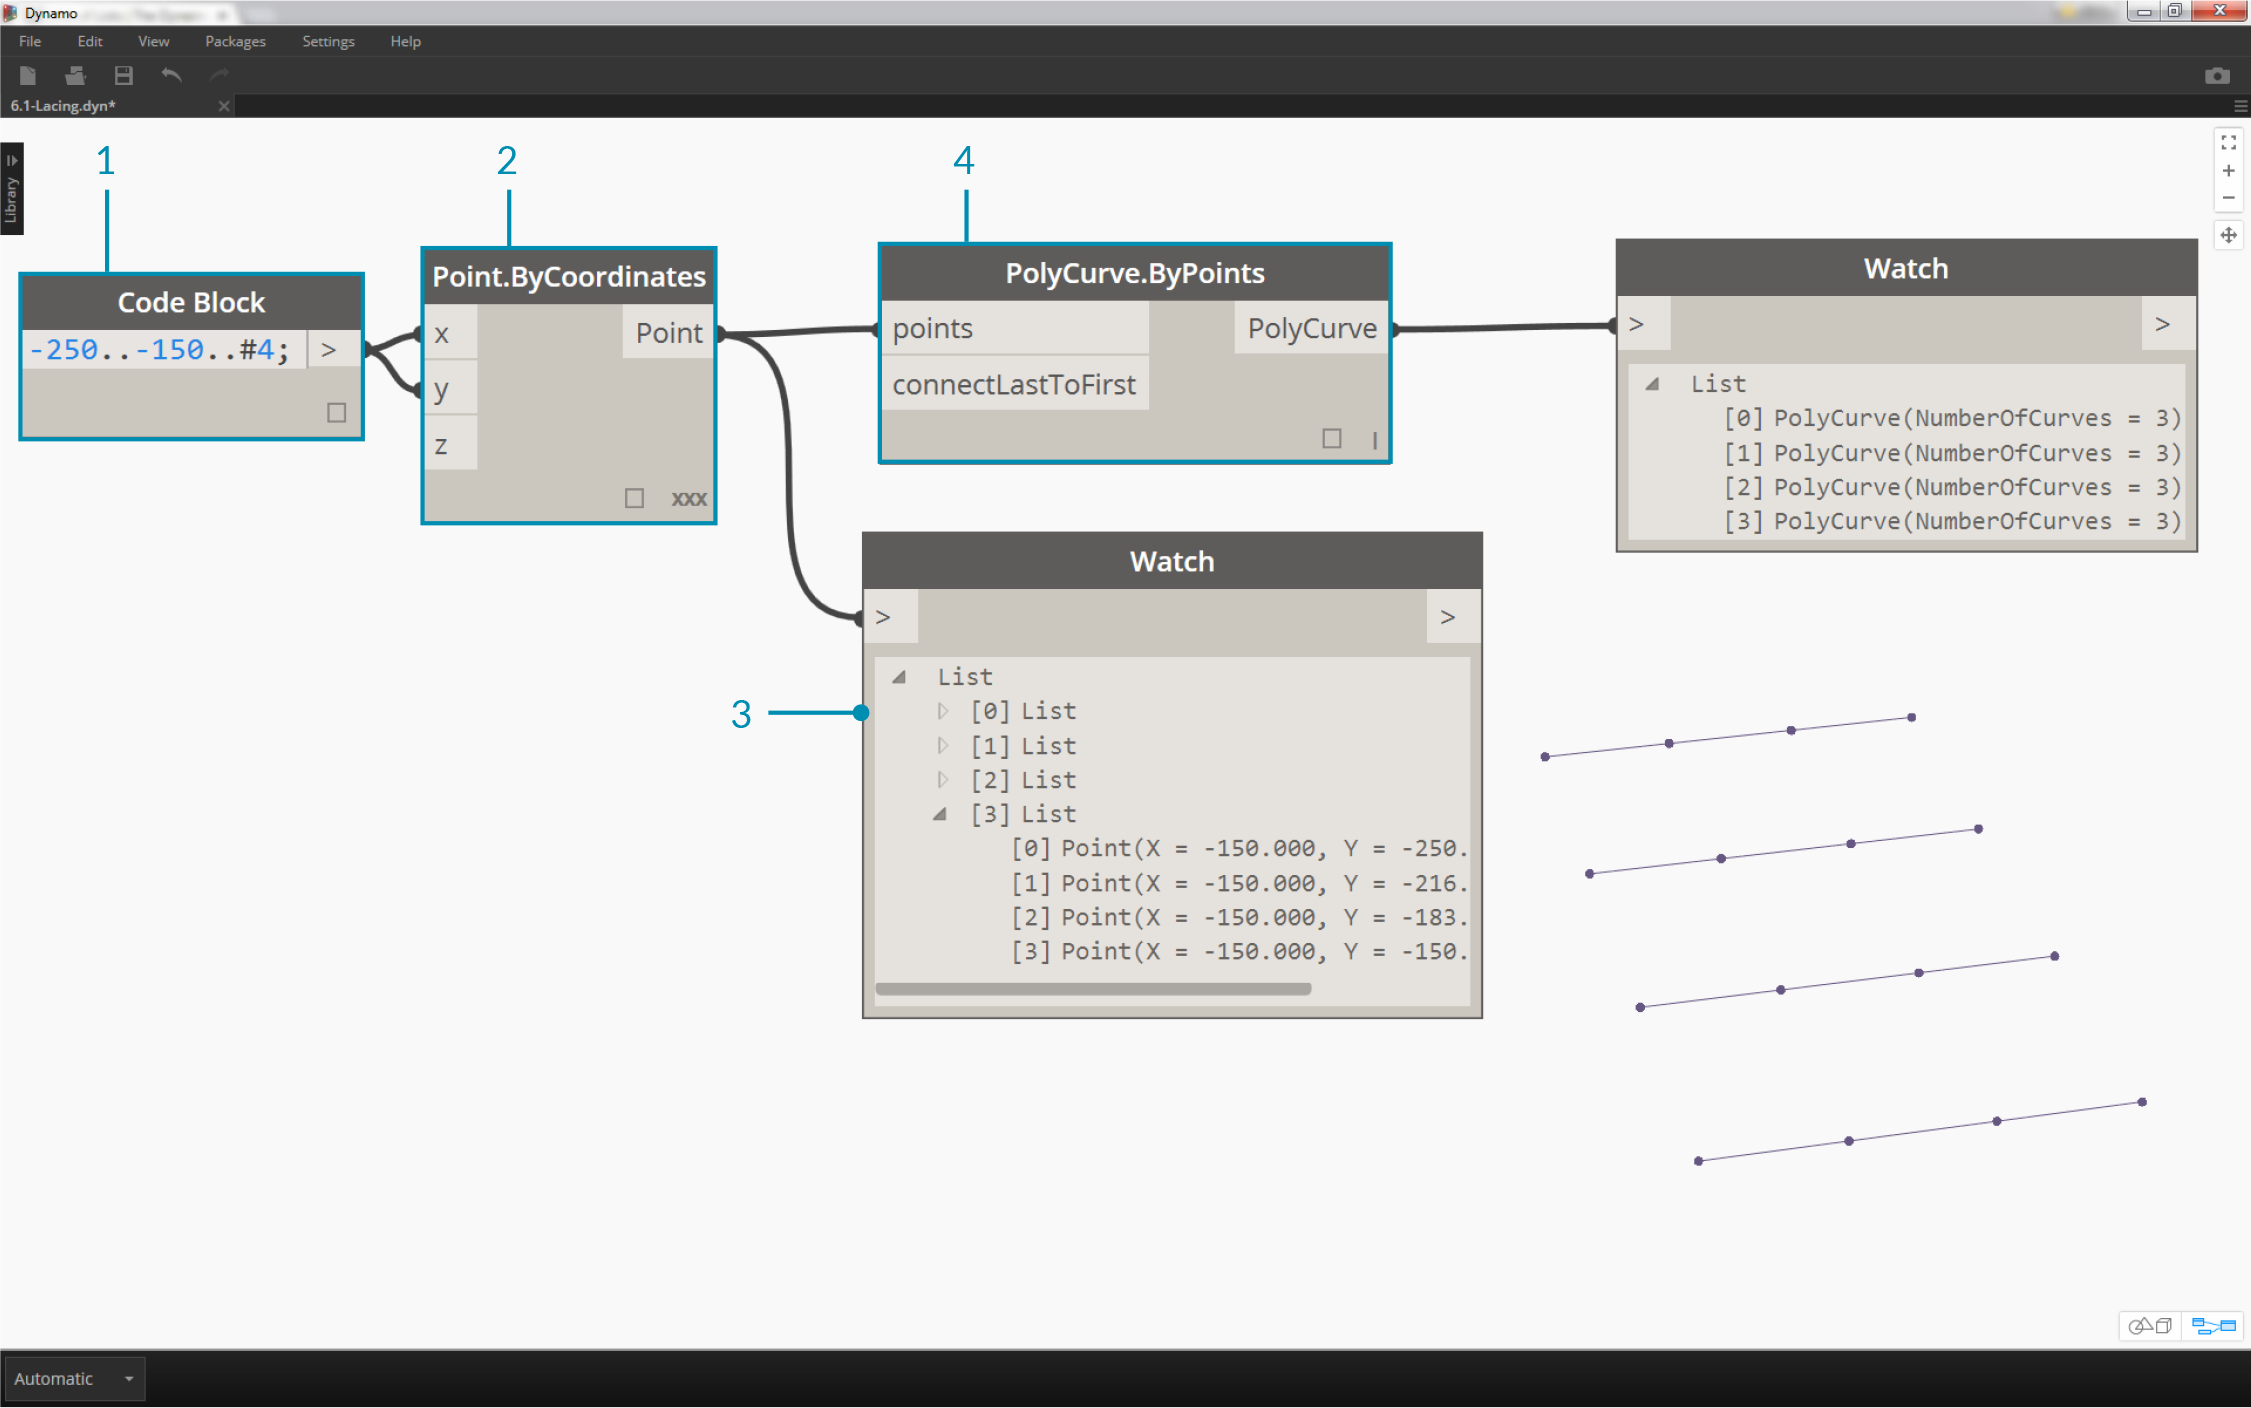 Dynamo
File Edit View Packages Settings Help
6.1-Lacing.dyn*
Library
1
2
4
Code Block
-250..-150..#4; >
Point.ByCoordinates
x Point
y
z
xxx
PolyCurve.ByPoints
points PolyCurve
connectLastToFirst
|
Watch
> >
List
[0] PolyCurve(NumberOfCurves = 3)
[1] PolyCurve(NumberOfCurves = 3)
[2] PolyCurve(NumberOfCurves = 3)
[3] PolyCurve(NumberOfCurves = 3)
3
Watch
> >
List
[0] List
[1] List
[2] List
[3] List
[0] Point(X = -150.000, Y = -250.
[1] Point(X = -150.000, Y = -216.
[2] Point(X = -150.000, Y = -183.
[3] Point(X = -150.000, Y = -150.
Automatic